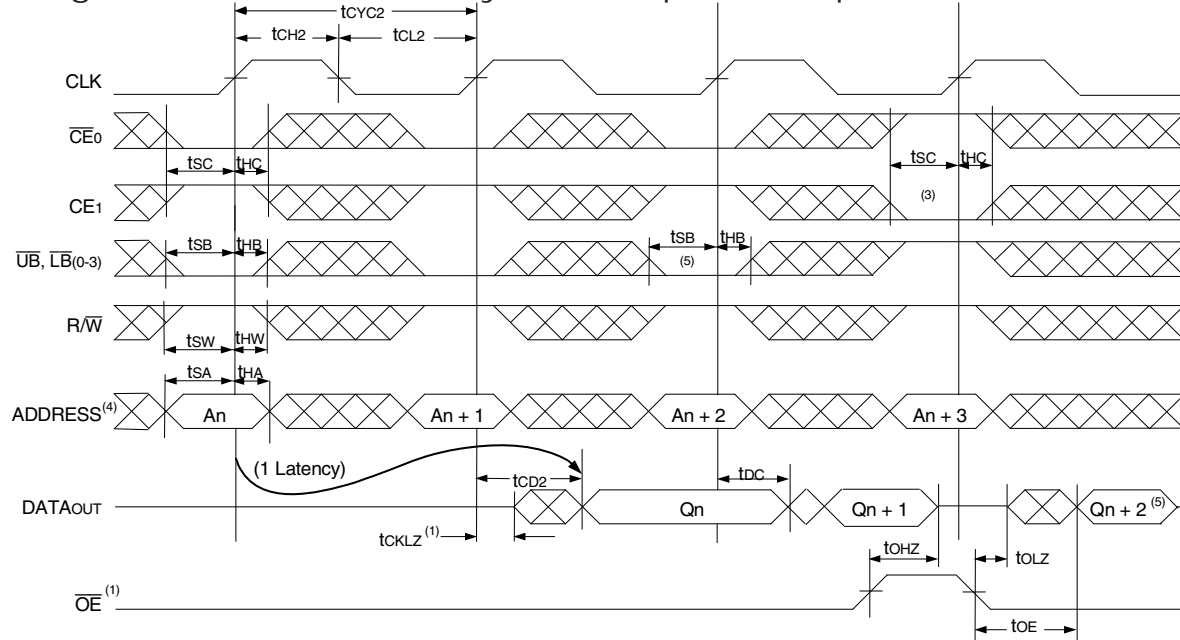 tCYC2
tCH2
tCL2
CLK
CE0
tSC
tHC
tSC
tHC
(3)
CE1
tSB
tHB
tSB
tHB
(5)
UB, LB(0-3)
R/W
tSW
tHW
tSA
tHA
ADDRESS(4)
An
An + 1
An + 2
An + 3
(1 Latency)
tCD2
tDC
DATAOUT
Qn
Qn + 1
Qn + 2 (5)
tCKLZ (1)
tOHZ
tOLZ
OE (1)
tOE